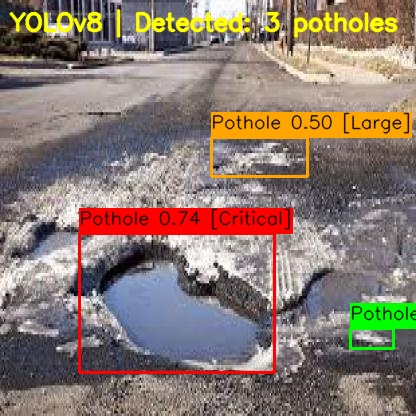 YOLOv8 | Detected: 3 potholes
Pothole 0.50 [Large]
Pothole 0.74 [Critical]
Pothole